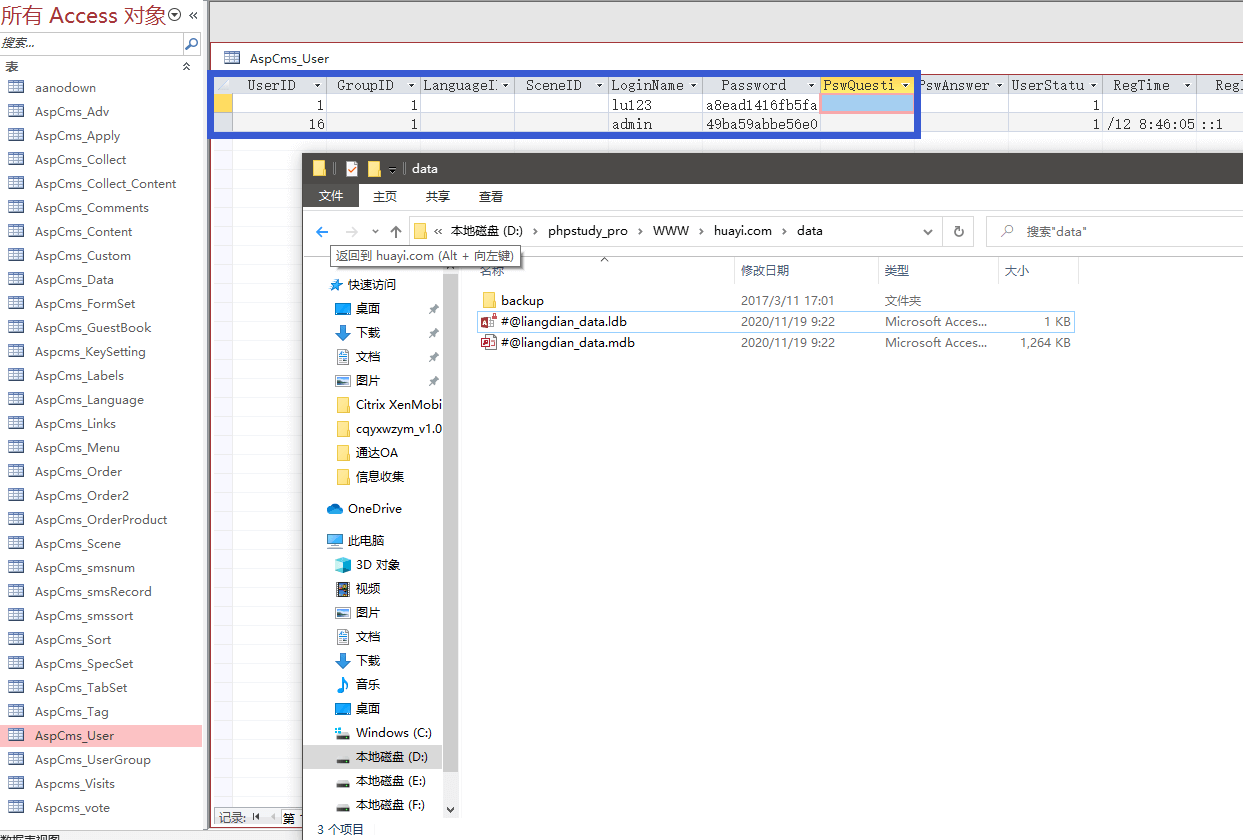 所有 Access 对象
«
搜索...
表
aanodown
AspCms_Adv
AspCms_Apply
AspCms_Collect
AspCms_Collect_Content
AspCms_Comments
AspCms_Content
AspCms_Custom
AspCms_Data
AspCms_FormSet
AspCms_GuestBook
Aspcms_KeySetting
AspCms_Labels
AspCms_Language
AspCms_Links
AspCms_Menu
AspCms_Order
AspCms_Order2
AspCms_OrderProduct
AspCms_Scene
AspCms_smsnum
AspCms_smsRecord
AspCms_smssort
AspCms_Sort
AspCms_SpecSet
AspCms_TabSet
AspCms_Tag
AspCms_User
AspCms_UserGroup
Aspcms_Visits
Aspcms_vote
AspCms_User
UserID GroupID LanguageI SceneID LoginName Password PswQuesti PswAnswer UserStatu RegTime RegI
1 1 lu123 a8ead1416fb5fa 1
16 1 admin 49ba59abbe56e0 1 /12 8:46:05 ::1
data
文件 主页 共享 查看
« 本地磁盘 (D:) › phpstudy_pro › WWW › huayi.com › data
搜索"data"
返回到 huayi.com (Alt + 向左键)
名称 修改日期 类型 大小
backup 2017/3/11 17:01 文件夹
#@liangdian_data.ldb 2020/11/19 9:22 Microsoft Acces... 1 KB
#@liangdian_data.mdb 2020/11/19 9:22 Microsoft Acces... 1,264 KB
快速访问
桌面
下载
文档
图片
Citrix XenMobi
cqyxwzym_v1.0
通达OA
信息收集
OneDrive
此电脑
3D 对象
视频
图片
文档
下载
音乐
桌面
Windows (C:)
本地磁盘 (D:)
本地磁盘 (E:)
本地磁盘 (F:)
3 个项目
记录: 第